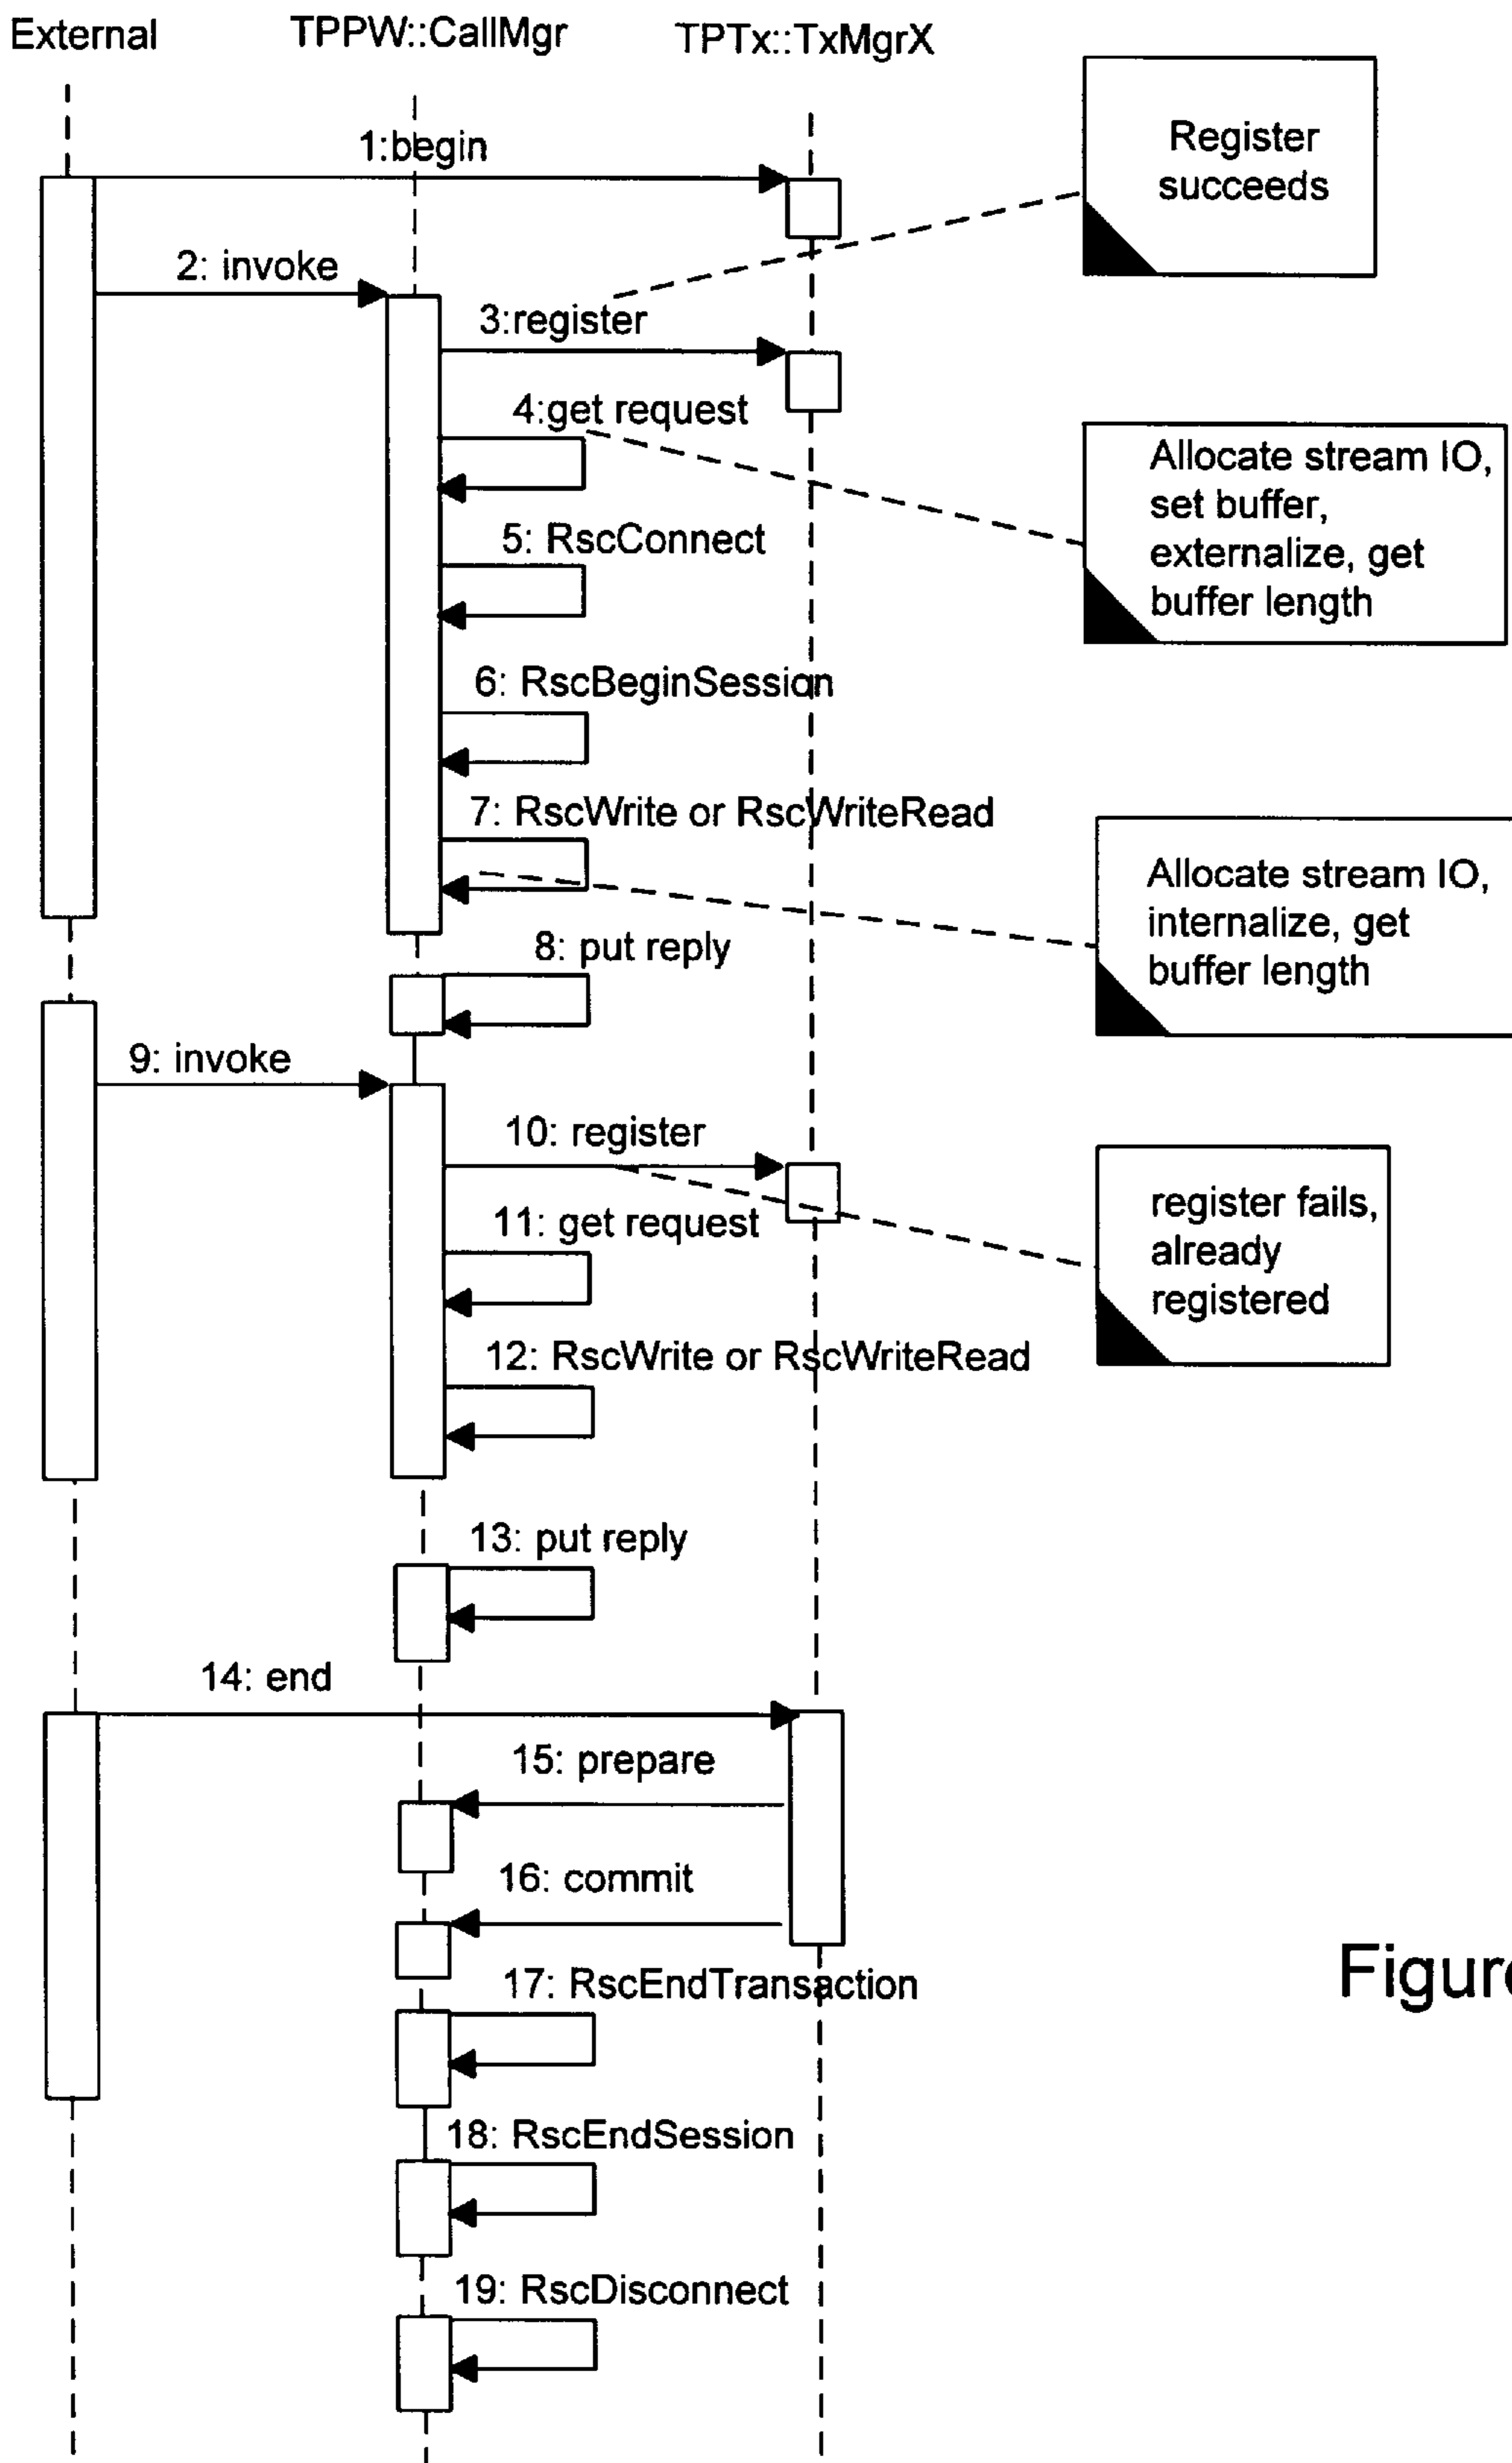 External
TPPW::CallMgr
TPTx::TxMgrX
1:begin
Register
succeeds
2: invoke
3:register
4:get request
Allocate stream IO,
set buffer,
externalize, get
buffer length
5: RscConnect
6: RscBeginSession
7: RscWrite or RscWriteRead
Allocate stream IO,
internalize, get
buffer length
8: put reply
9: invoke
10: register
register fails,
already
registered
11: get request
12: RscWrite or RscWriteRead
13: put reply
14: end
15: prepare
16: commit
17: RscEndTransaction
18: RscEndSession
19: RscDisconnect